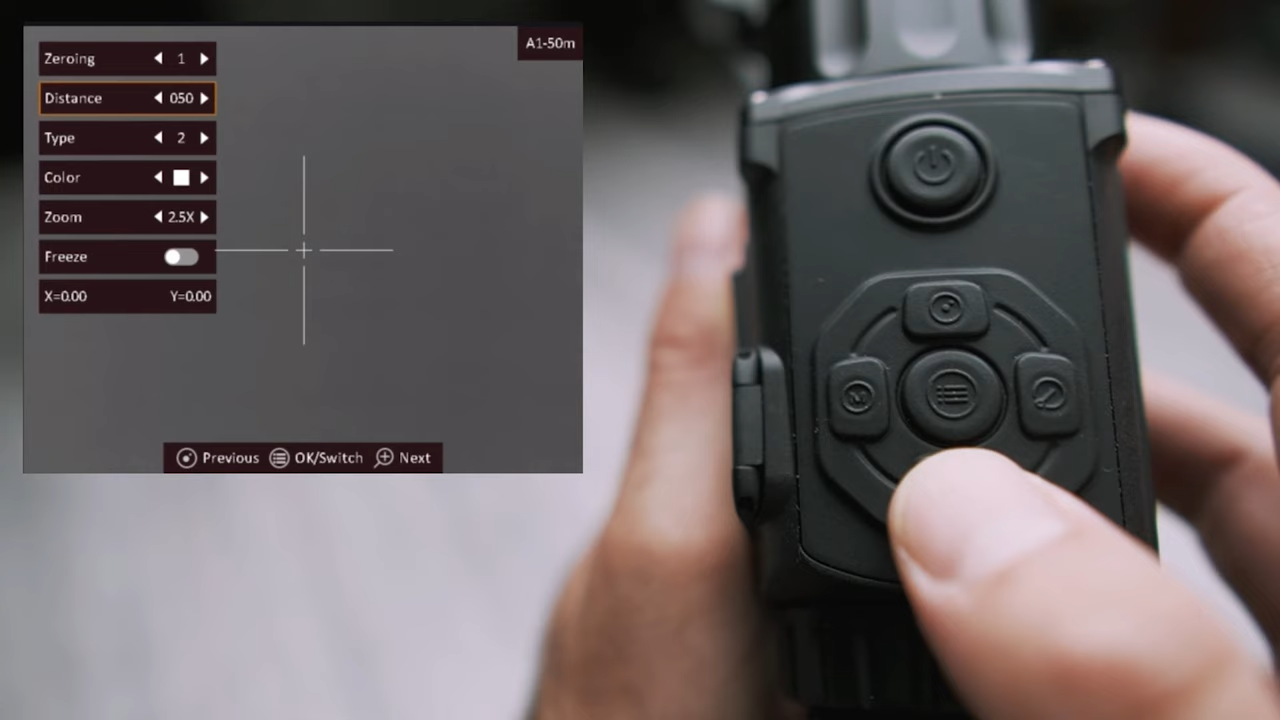 A1-50m
Zeroing 1
Distance 050
Type 2
Color
Zoom 2.5X
Freeze
X=0.00 Y=0.00
Previous OK/Switch Next
M